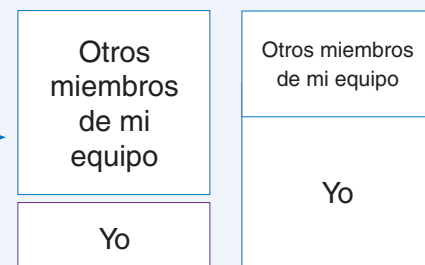 Otros
miembros
de mi
equipo
Yo
Otros miembros
de mi equipo
Yo